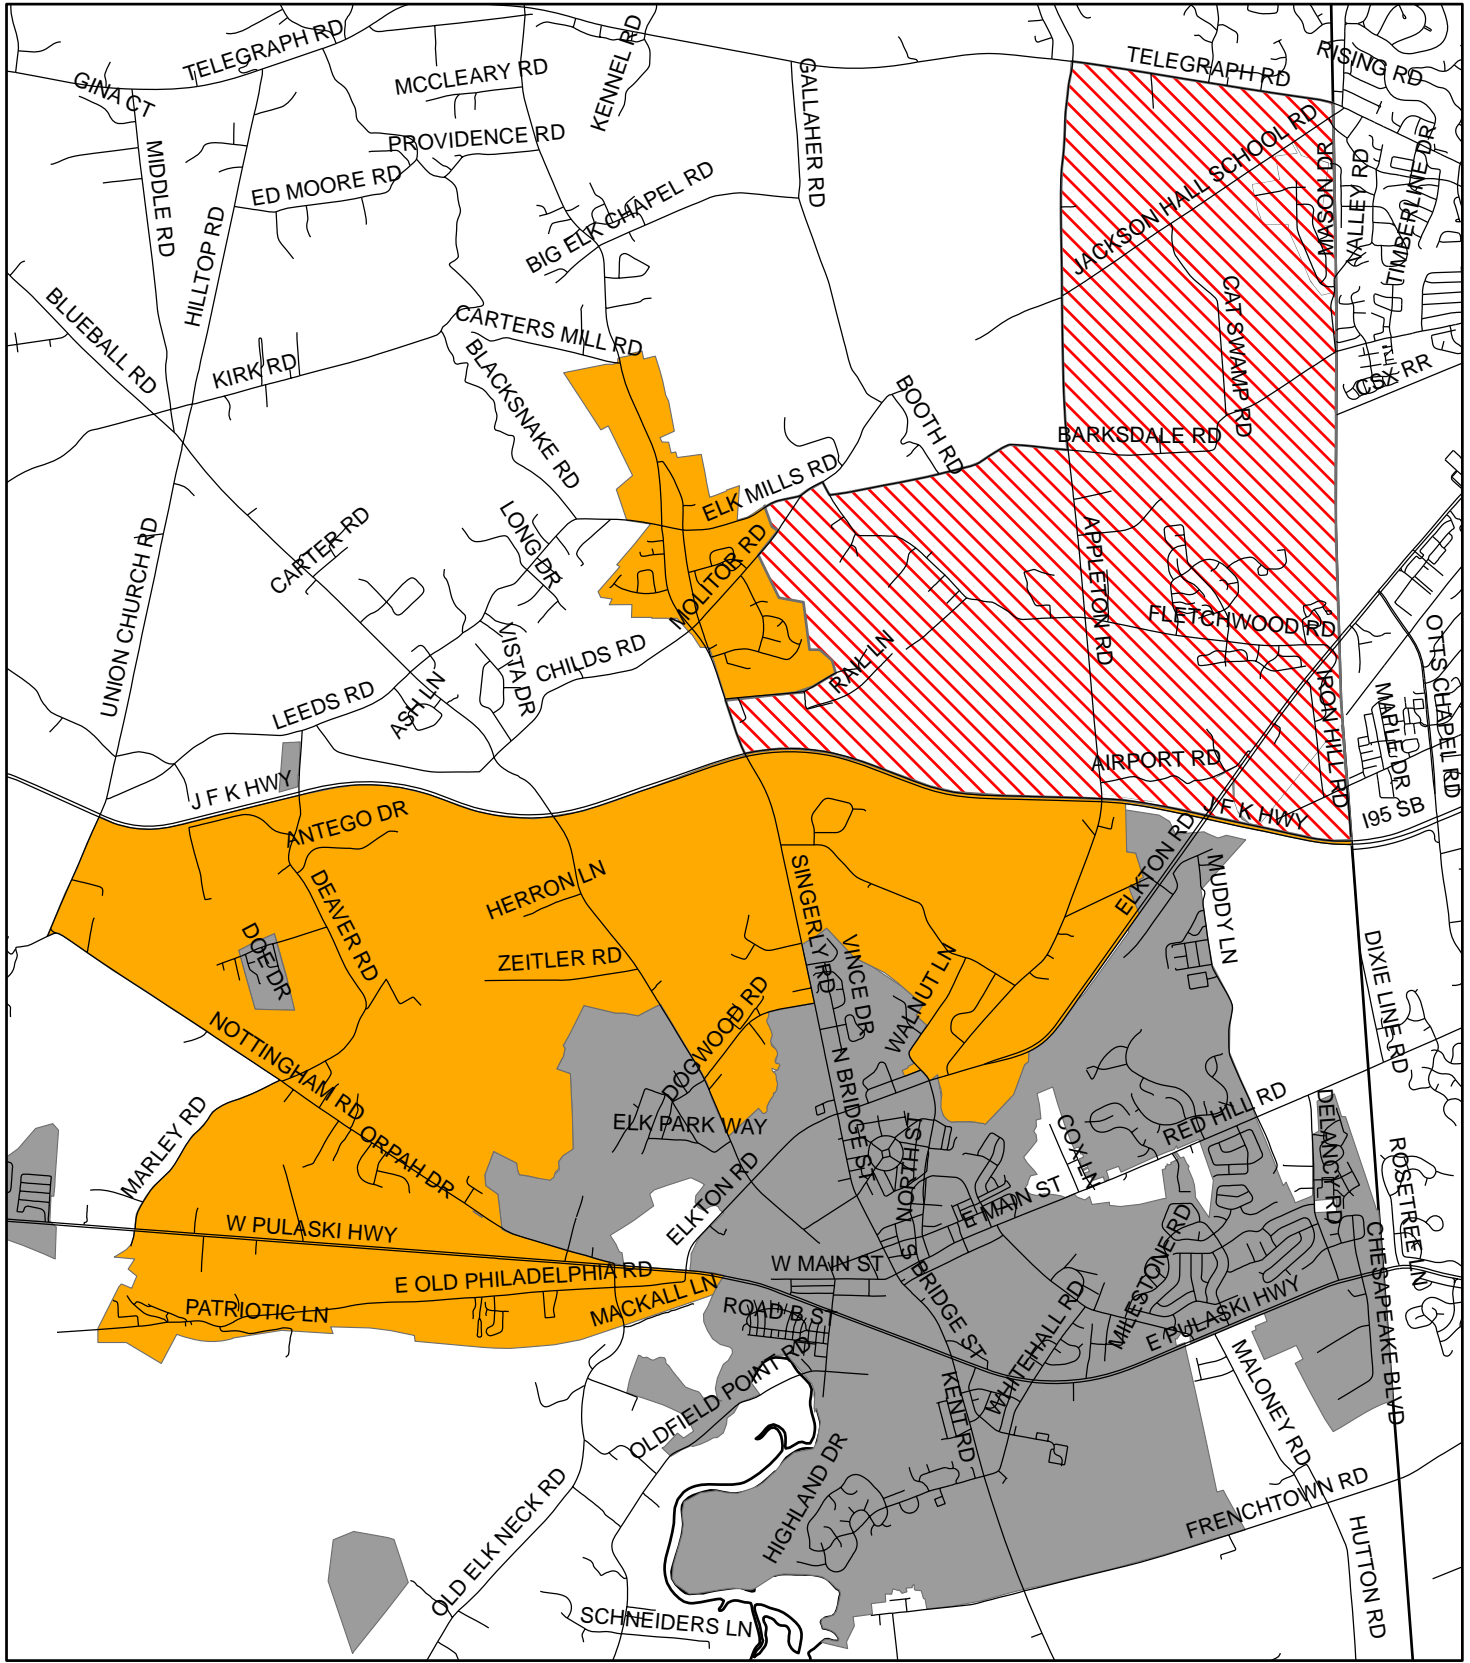 TELEGRAPH RD
GINA CT
MCCLEARY RD
KENNEL RD
GALLAHER RD
TELEGRAPH RD
RISING RD
PROVIDENCE RD
MIDDLE RD
ED MOORE RD
HILLTOP RD
BIG ELK CHAPEL RD
JACKSON HALL SCHOOL RD
MASON DR
VALLEY RD
TIMBERLINE DR
BLUEBALL RD
CARTERS MILL RD
CAT SWAMP RD
KIRK RD
BLACKSNAKE RD
BOOTH RD
CSX RR
BARKSDALE RD
ELK MILLS RD
UNION CHURCH RD
CARTER RD
LONG DR
MOLITOR RD
APPLETON RD
FLETCHWOOD RD
OTTS CHAPEL RD
VISTA DR
CHILDS RD
RAIL LN
IRON HILL RD
MAPLE DR
LEEDS RD
ASH LN
AIRPORT RD
J F K HWY
J F K HWY
I95 SB
ANTEGO DR
ELKTON RD
MUDDY LN
HERRON LN
SINGERLY RD
DEAVER RD
DOE DR
ZEITLER RD
VINCE DR
WALNUT LN
DIXIE LINE RD
NOTTINGHAM RD
DOGWOOD RD
N BRIDGE ST
ELK PARK WAY
MARLEY RD
ORPAH DR
NORTH ST
COX LN
RED HILL RD
DELANCY RD
ROSETREE LN
ELKTON RD
E MAIN ST
W PULASKI HWY
W MAIN ST
S BRIDGE ST
MILESTONE RD
CHESAPEAKE BLVD
E OLD PHILADELPHIA RD
MACKALL LN
PATRIOTIC LN
ROAD B ST
WHITEHALL RD
E PULASKI HWY
OLDFIELD POINT RD
KENT RD
MALONEY RD
HIGHLAND DR
OLD ELK NECK RD
FRENCHTOWN RD
HUTTON RD
SCHNEIDERS LN